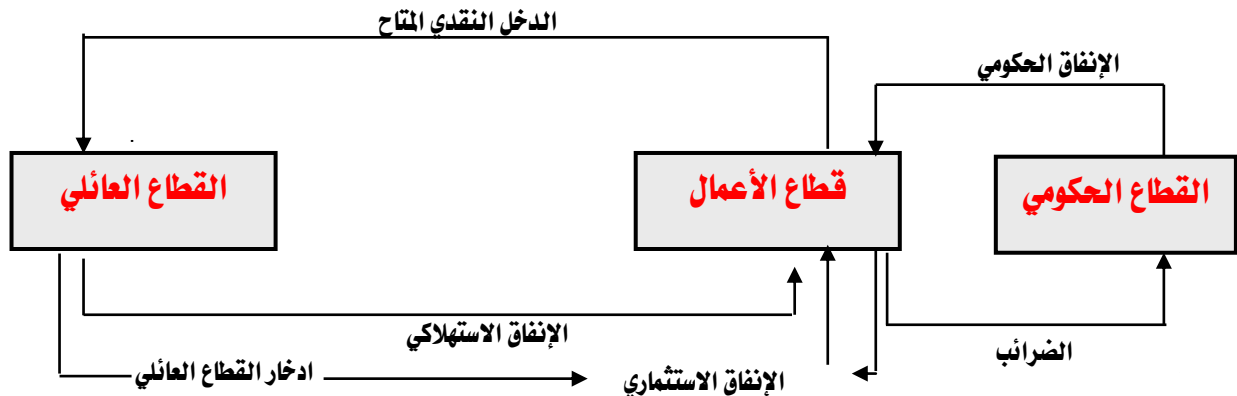 الدخل النقدي المتاح
الإنفاق الحكومي
القطاع العائلي
قطاع الأعمال
القطاع الحكومي
الإنفاق الاستهلاكي
الضرائب
ادخار القطاع العائلي
الإنفاق الاستثماري